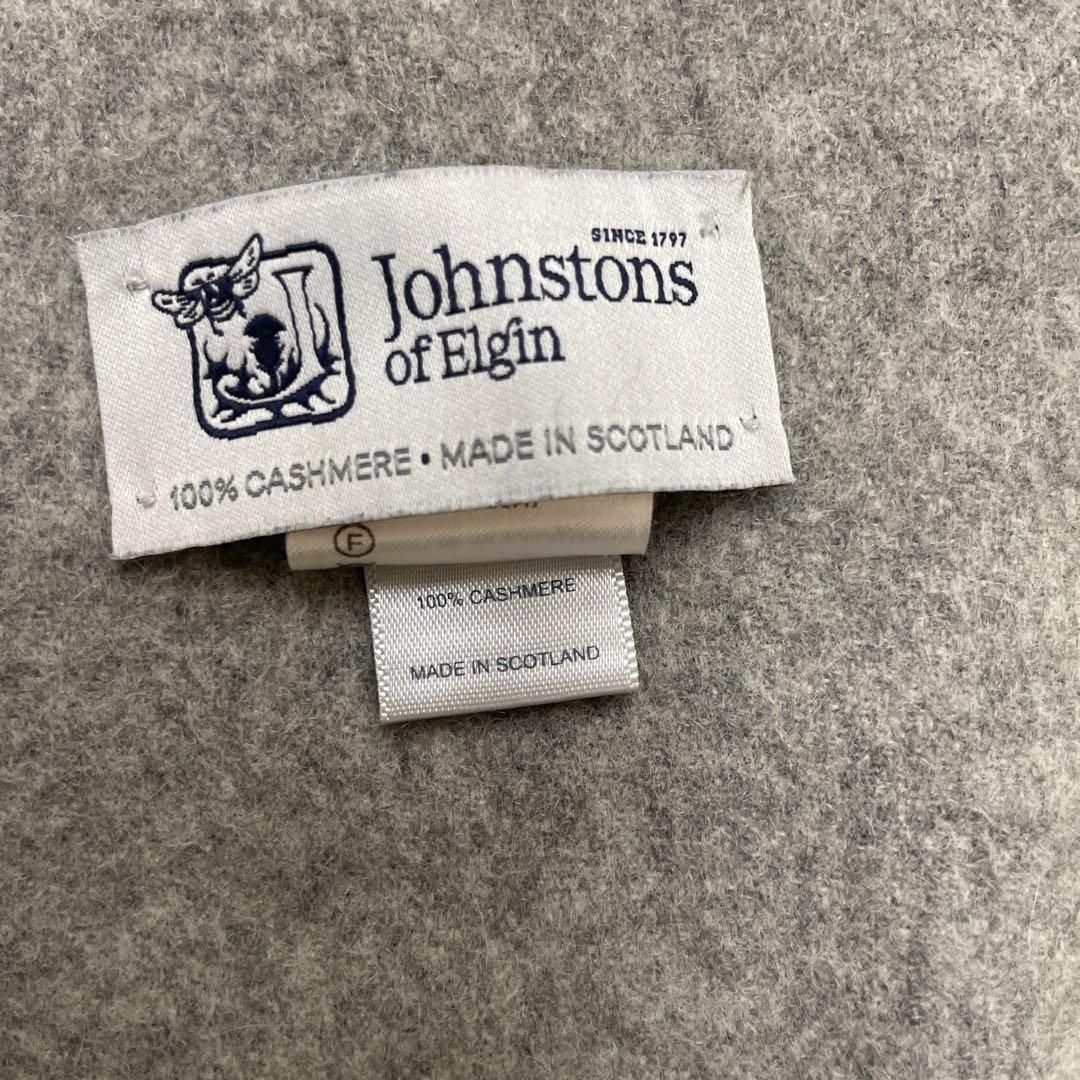 SINCE 1797
Johnstons
of Elgin
100% CASHMERE • MADE IN SCOTLAND
F
100% CASHMERE
MADE IN SCOTLAND